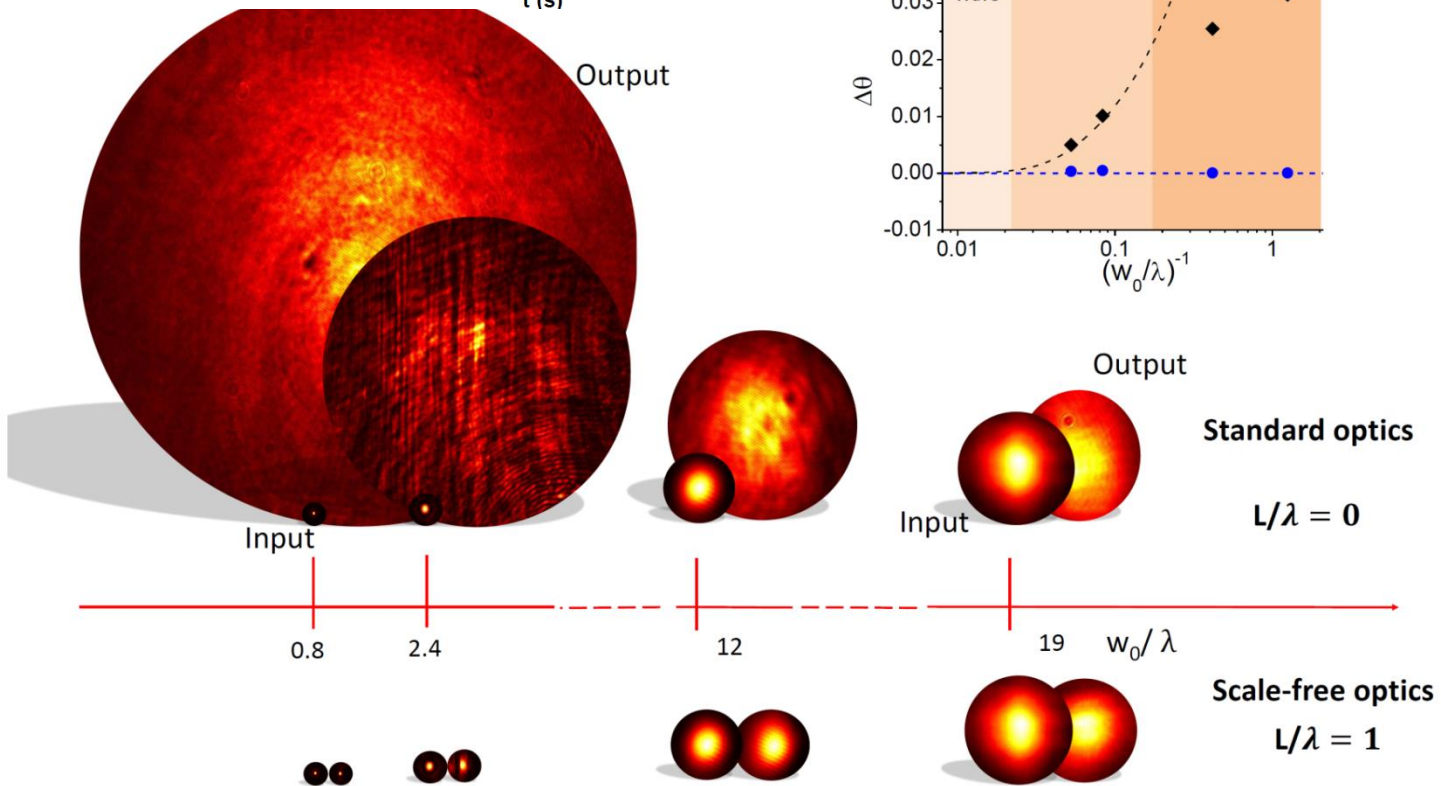 t (s)
0.03
0.02
Δθ
0.01
0.00
-0.01
0.01 0.1 1
(w₀/λ)⁻¹
Output
Output
Standard optics
Input
Input
L/λ = 0
0.8
2.4
12
19
w₀/ λ
Scale-free optics
L/λ = 1